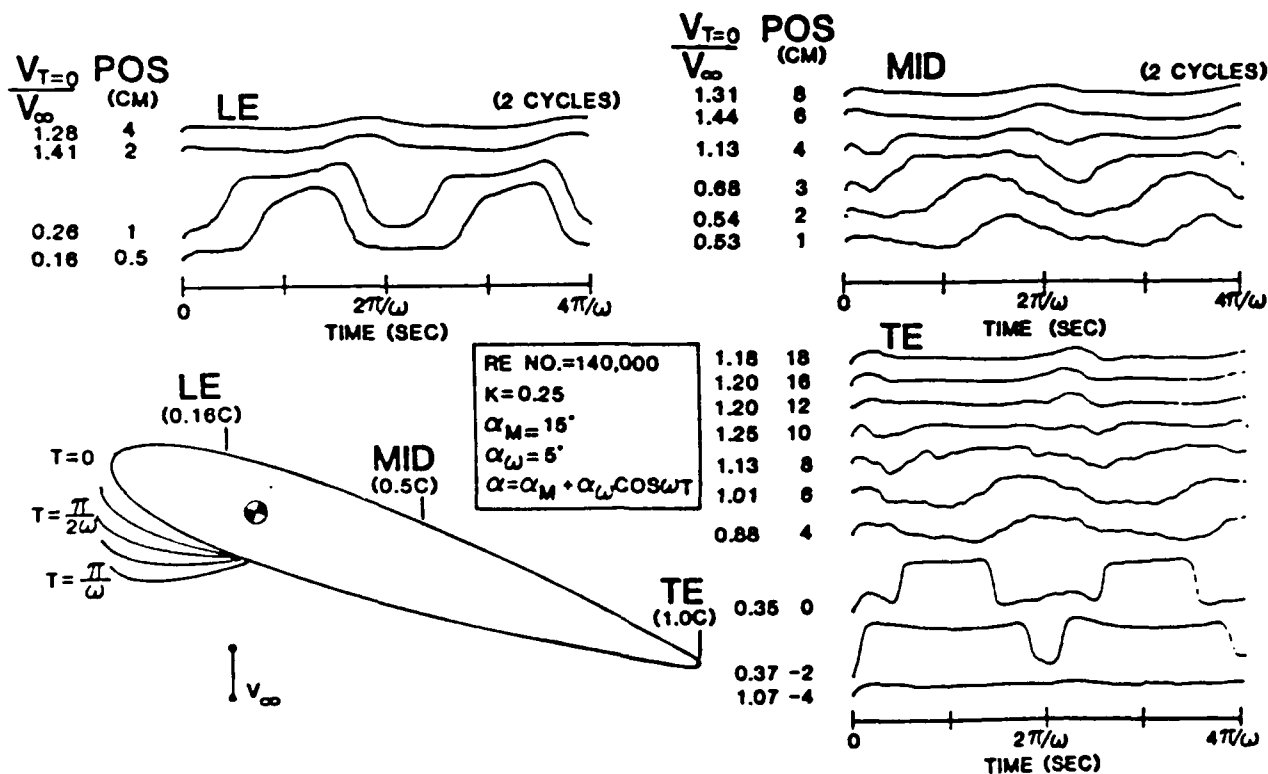 V_{T=0}/V_∞ POS (CM)
LE (2 CYCLES)
1.28 4
1.41 2
0.26 1
0.16 0.5
0 2π/ω 4π/ω
TIME (SEC)
V_{T=0}/V_∞ POS (CM)
MID (2 CYCLES)
1.31 8
1.44 6
1.13 4
0.68 3
0.54 2
0.53 1
0 2π/ω 4π/ω
TIME (SEC)
LE
(0.16C)
MID
(0.5C)
TE
(1.0C)
T=0
T=π/2ω
T=π/ω
V_∞
RE NO.=140,000
K=0.25
α_M=15°
α_ω=5°
α=α_M+α_ωCOSωT
TE
1.18 18
1.20 16
1.20 12
1.25 10
1.13 8
1.01 6
0.88 4
0.35 0
0.37 -2
1.07 -4
0 2π/ω 4π/ω
TIME (SEC)